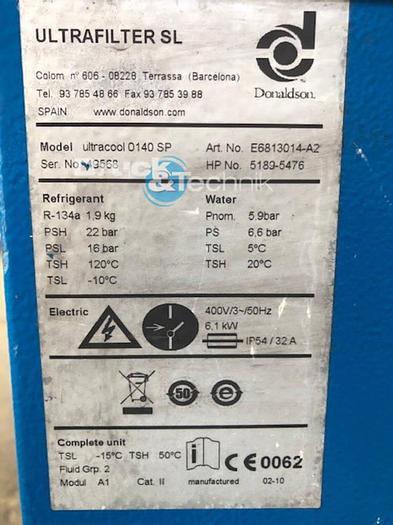 ULTRAFILTER SL
Colom nº 606 - 08228 Terrassa (Barcelona)
Tel. 93 785 48 66 Fax 93 785 39 88
SPAIN www.donaldson.com
Donaldson.
Model ultracool 0140 SP Art. No. E6813014-A2
Ser. No. 49568 HP No. 5189-5476
& Technik
Refrigerant Water
R-134a 1,9 kg Pnom. 5.9bar
PSH 22 bar PS 6,6 bar
PSL 16 bar TSL 5°C
TSH 120°C TSH 20°C
TSL -10°C
Electric 400V/3~/50Hz
6,1 kW
IP54 / 32 A
50 e
Complete unit
TSL -15°C TSH 50°C i CE 0062
Fluid Grp. 2
Modul A1 Cat. II manufactured 02-10